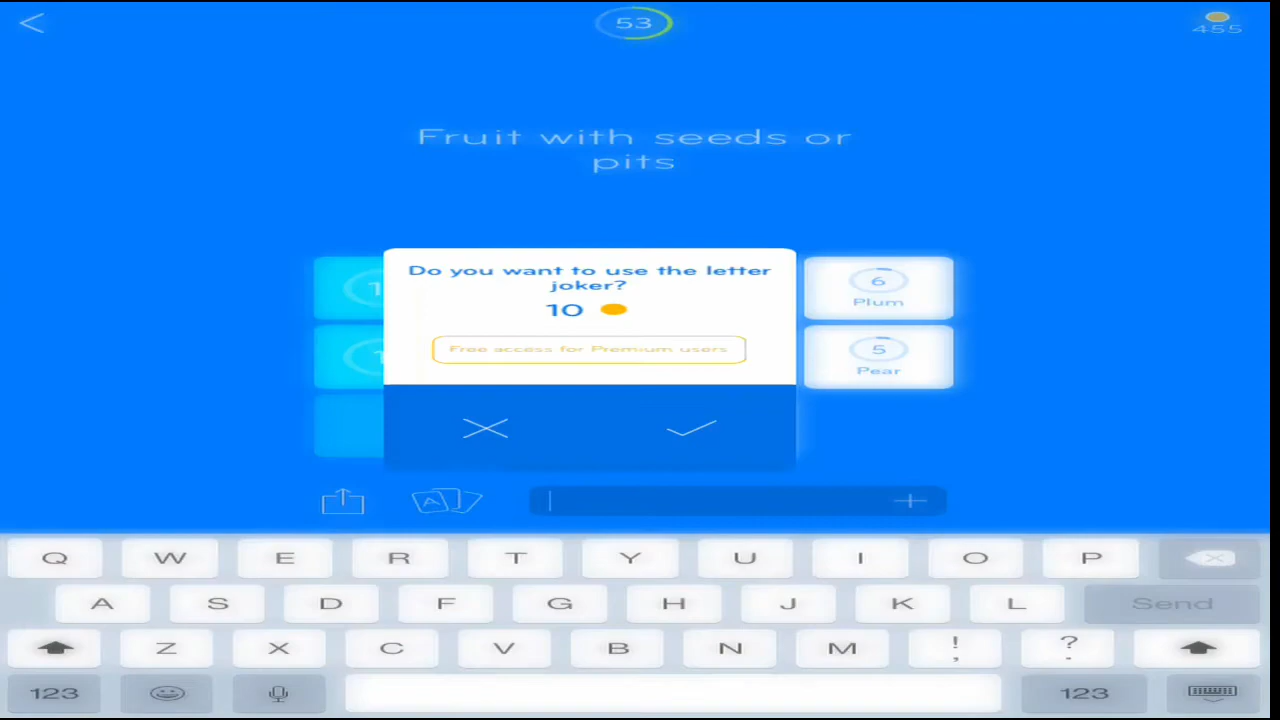 53
455
Fruit with seeds or
pits
Do you want to use the letter
joker?
10
Free access for Premium users
6
Plum
5
Pear
A J
Q W E R T Y U I O P
A S D F G H J K L Send
Z X C V B N M ! , ? .
123 123